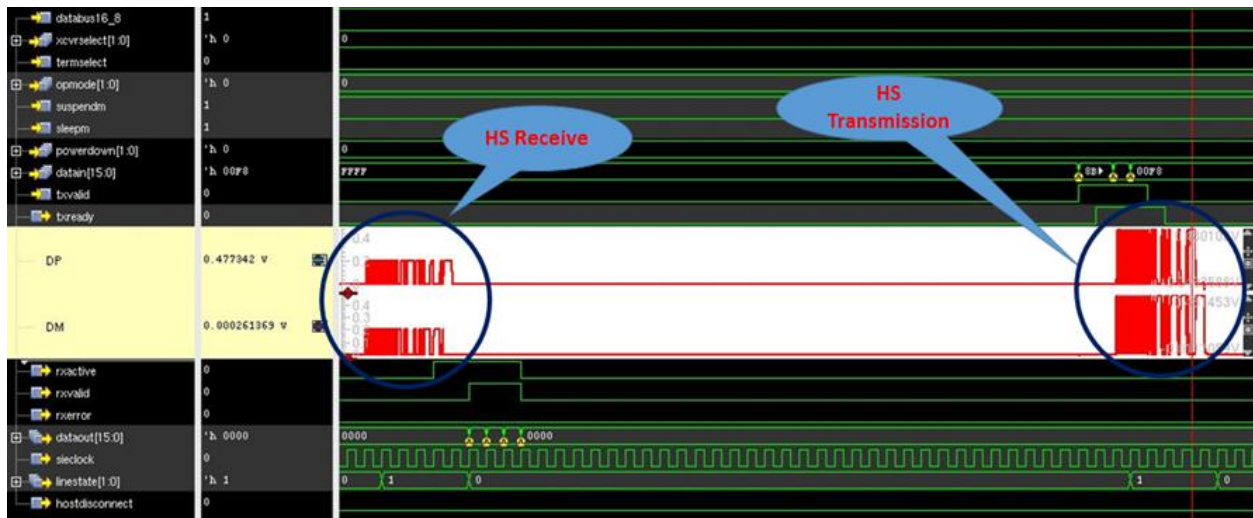 databus16_8 1
xcvrselect[1:0] 'h 0 0
termselect 0
opmode[1:0] 'h 0 0
suspendm 1
sleepm 1
powerdown[1:0] 'h 0 0
datain[15:0] 'h 00F8 FFFF 8B 00F8
txvalid 0
txready 0
HS Receive
HS
Transmission
DP 0.477342 V
DM 0.000261369 V
rxactive 0
rxvalid 0
rxerror 0
dataout[15:0] 'h 0000 0000 0000
sieclock 0
linestate[1:0] 'h 1 0 1 0 1 0
hostdisconnect 0